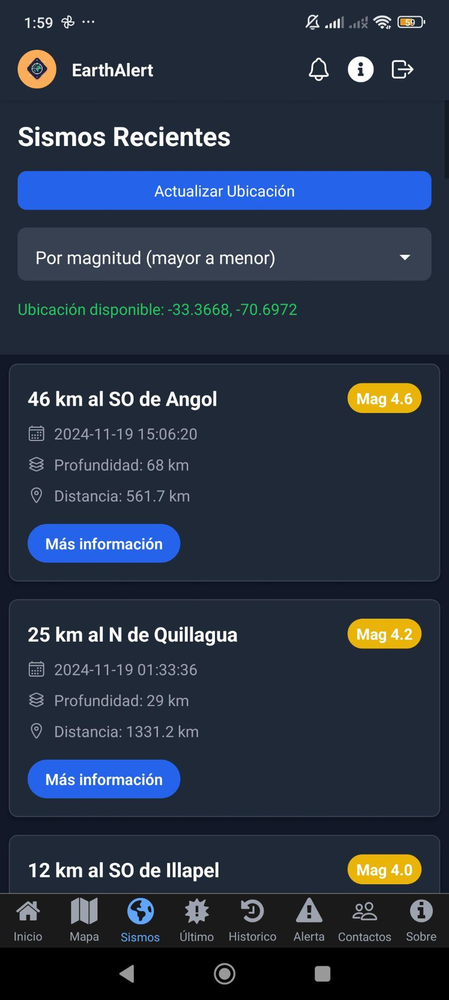 1:59
59
EarthAlert
Sismos Recientes
Actualizar Ubicación
Por magnitud (mayor a menor)
Ubicación disponible: -33.3668, -70.6972
46 km al SO de Angol
Mag 4.6
2024-11-19 15:06:20
Profundidad: 68 km
Distancia: 561.7 km
Más información
25 km al N de Quillagua
Mag 4.2
2024-11-19 01:33:36
Profundidad: 29 km
Distancia: 1331.2 km
Más información
12 km al SO de Illapel
Mag 4.0
Inicio
Mapa
Sismos
Último
Historico
Alerta
Contactos
Sobre